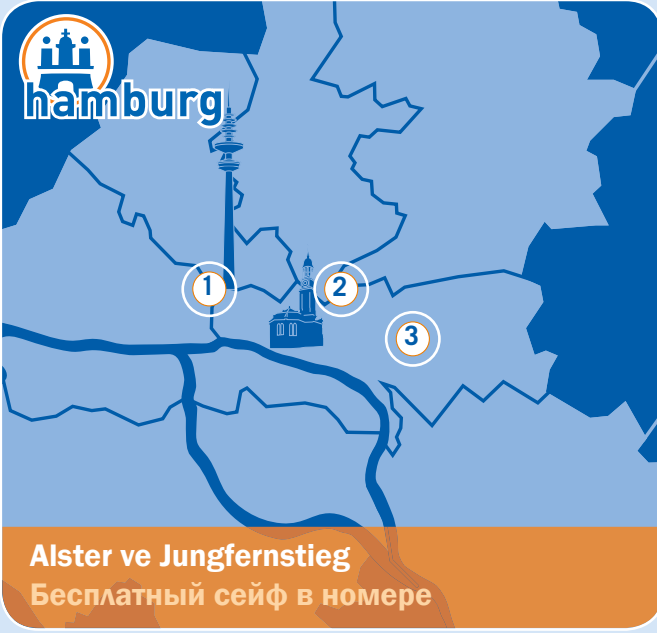 hamburg
1
2
3
Alster ve Jungfernstieg
Бесплатный сейф в номере